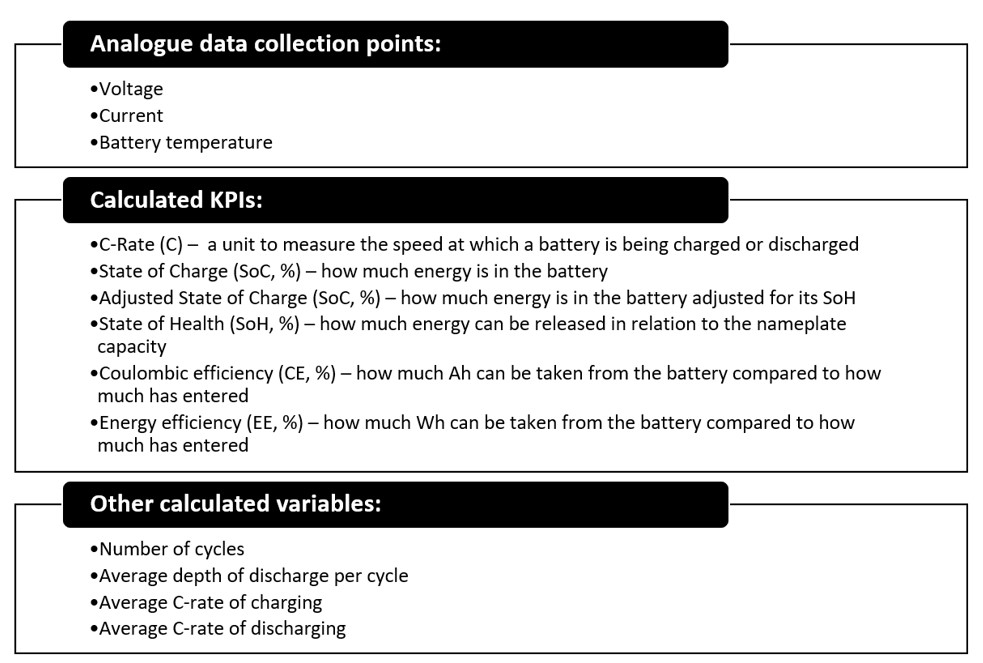 Analogue data collection points:
•Voltage
•Current
•Battery temperature
Calculated KPIs:
•C-Rate (C) –  a unit to measure the speed at which a battery is being charged or discharged
•State of Charge (SoC, %) – how much energy is in the battery
•Adjusted State of Charge (SoC, %) – how much energy is in the battery adjusted for its SoH
•State of Health (SoH, %) – how much energy can be released in relation to the nameplate
capacity
•Coulombic efficiency (CE, %) – how much Ah can be taken from the battery compared to how
much has entered
•Energy efficiency (EE, %) – how much Wh can be taken from the battery compared to how
much has entered
Other calculated variables:
•Number of cycles
•Average depth of discharge per cycle
•Average C-rate of charging
•Average C-rate of discharging